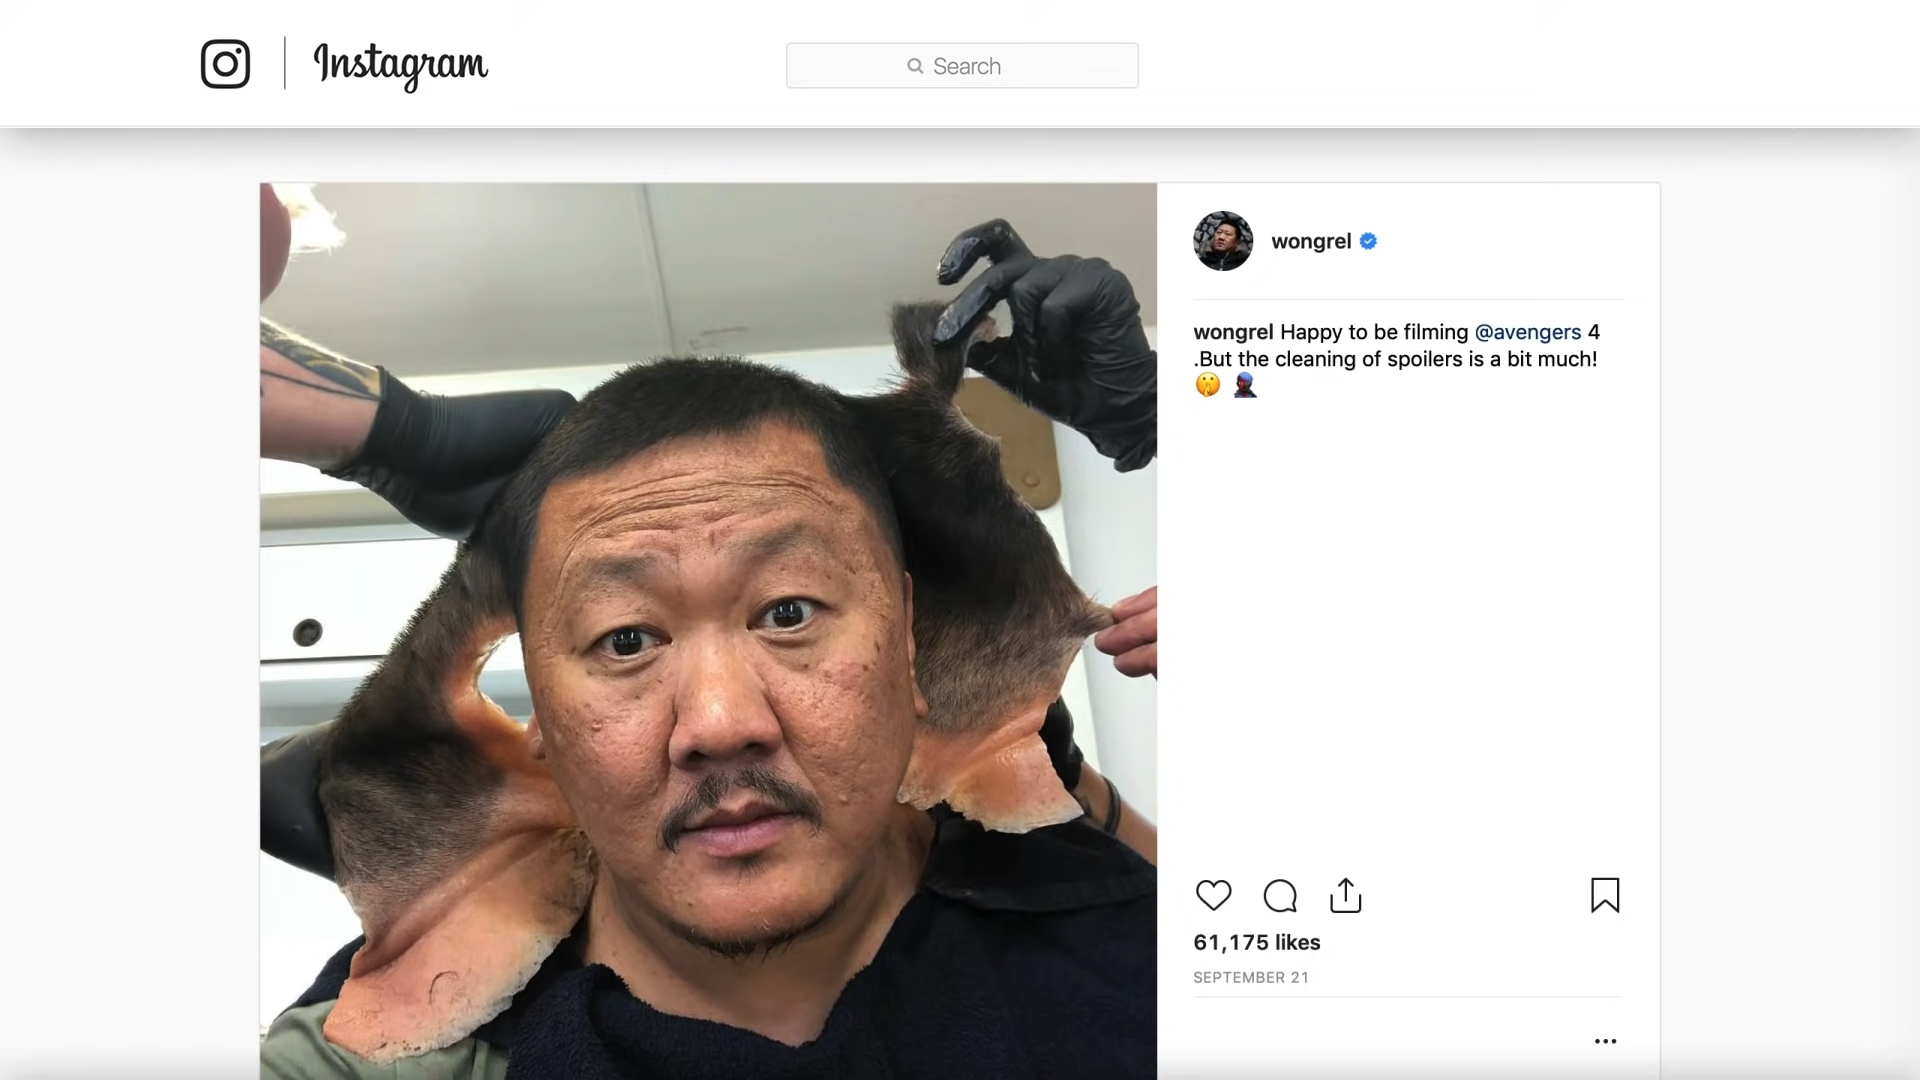 Instagram
Search
wongrel
wongrel Happy to be filming @avengers 4
.But the cleaning of spoilers is a bit much!
🤫 👤
61,175 likes
SEPTEMBER 21